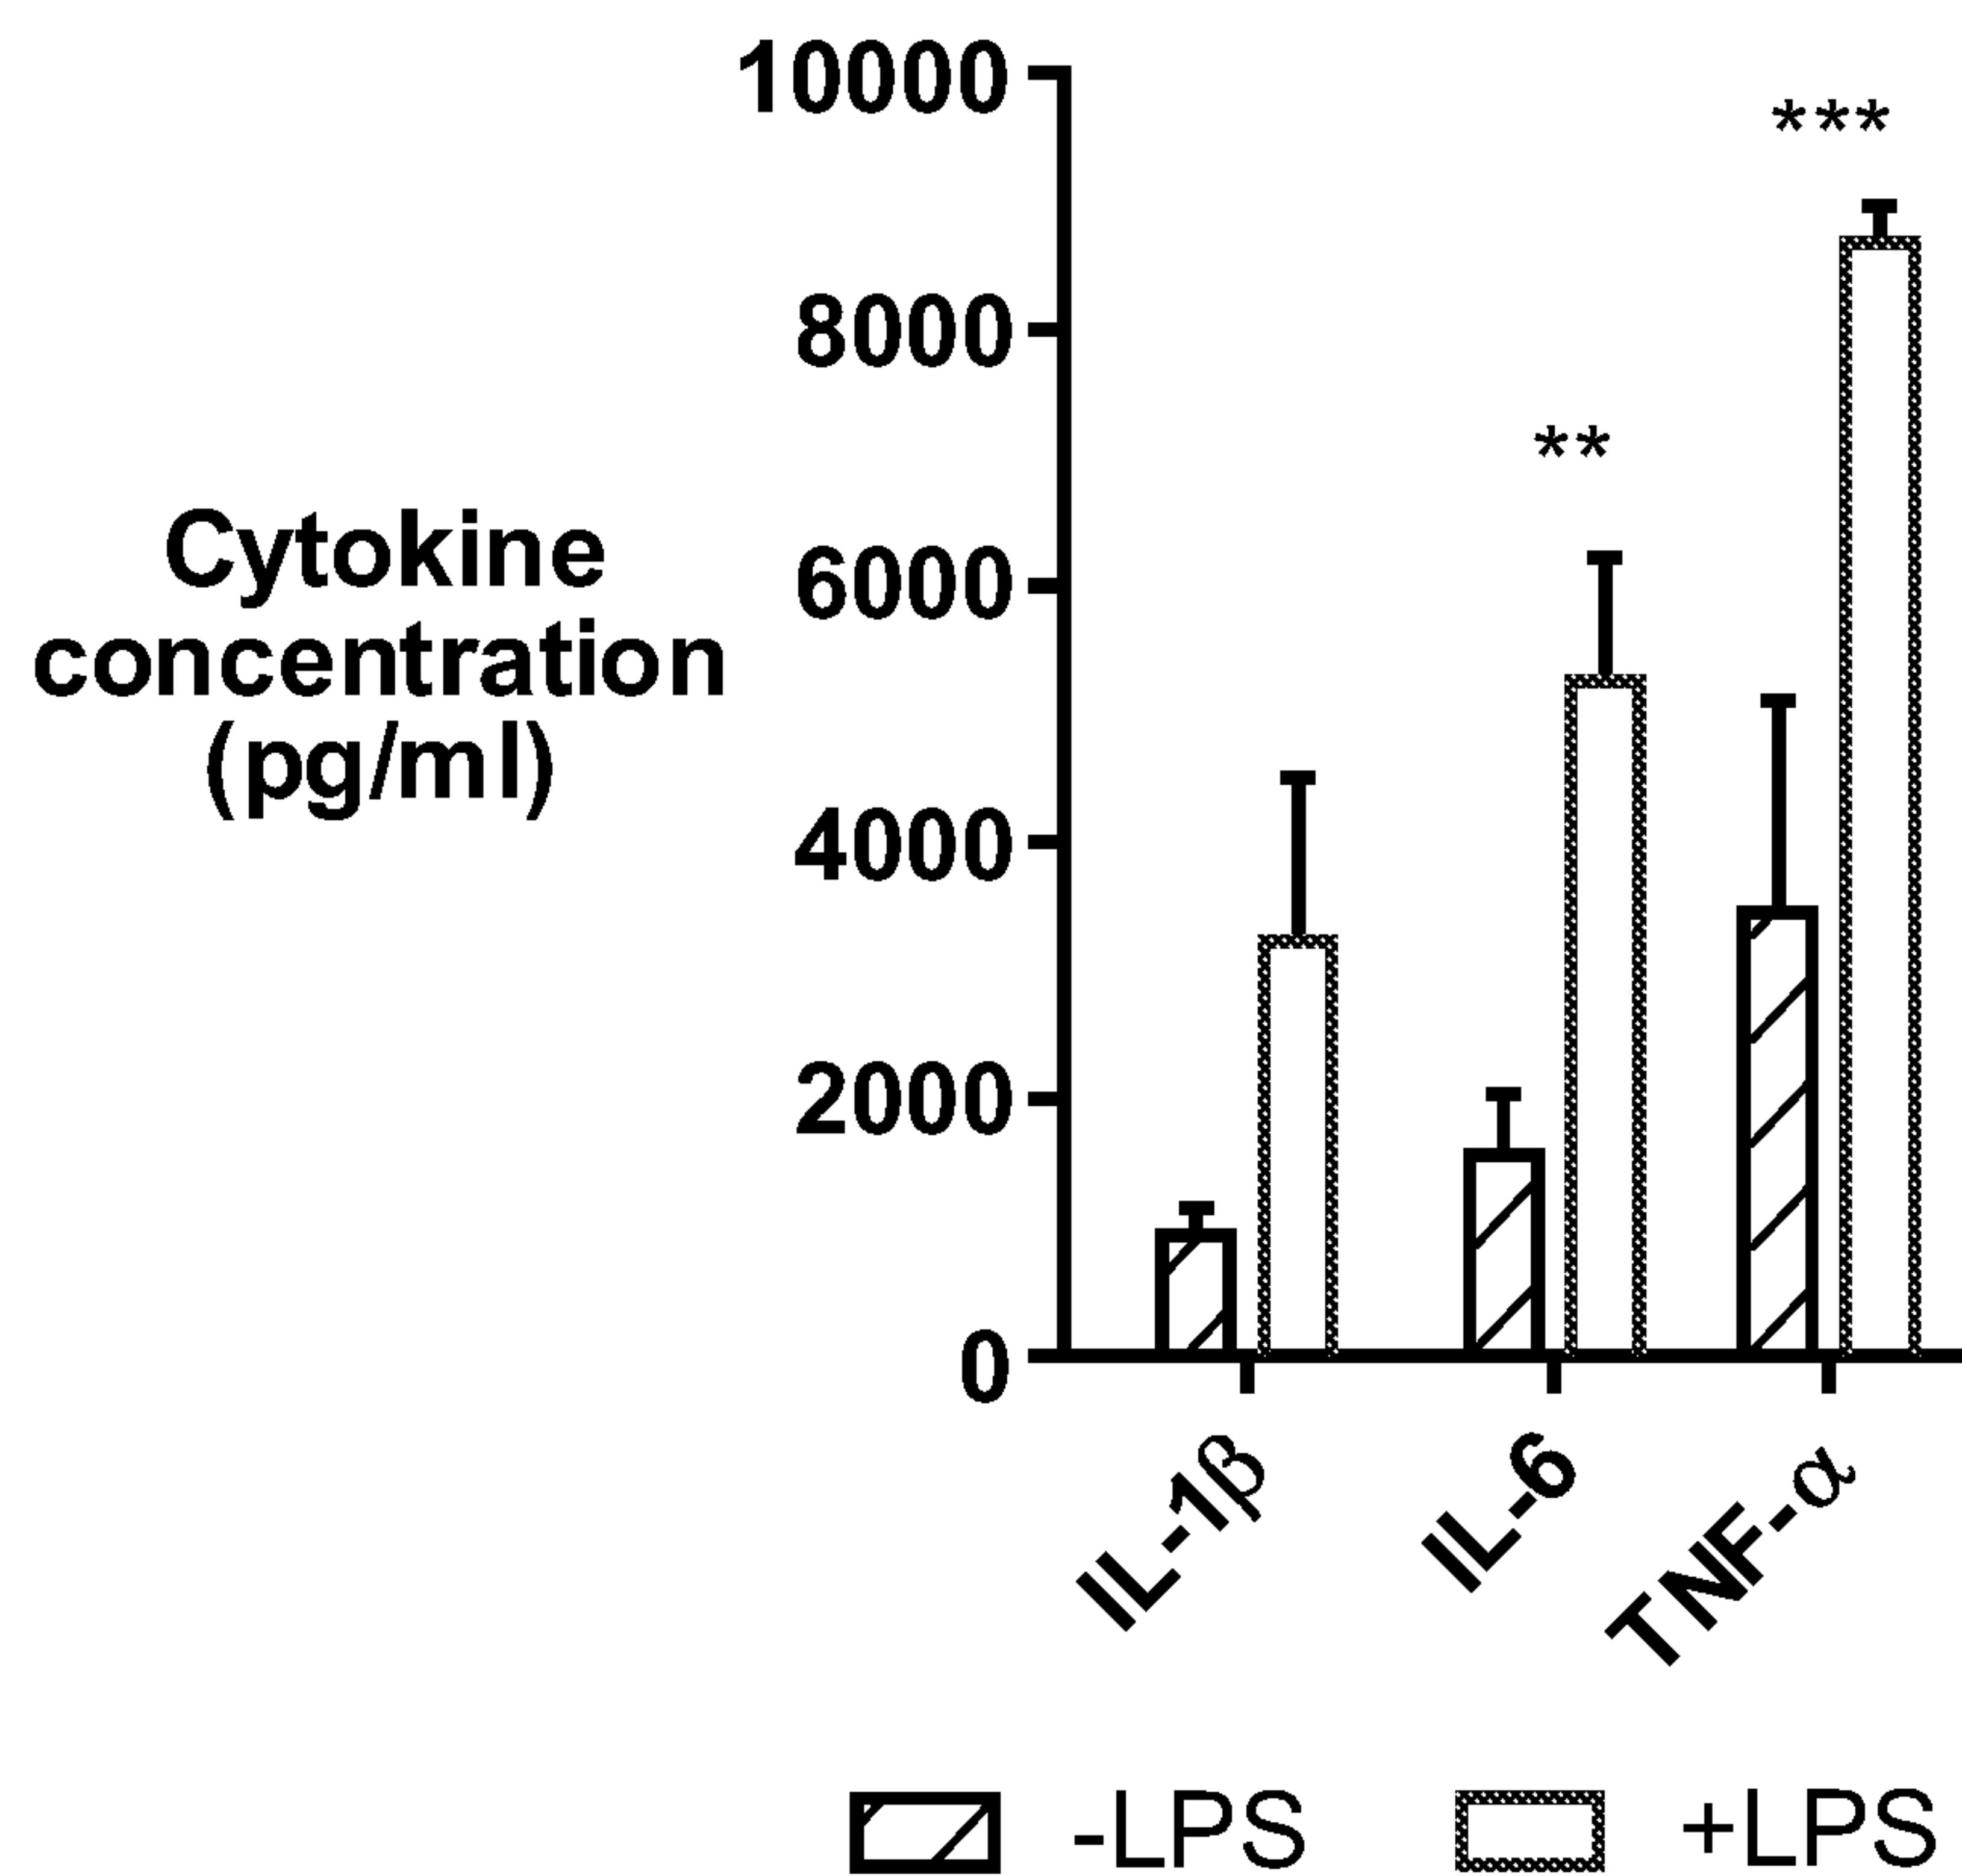 10000
***
8000
**
Cytokine
concentration
(pg/ml)
6000
4000
2000
0
IL-1β
IL-6
TNF-α
-LPS
+LPS